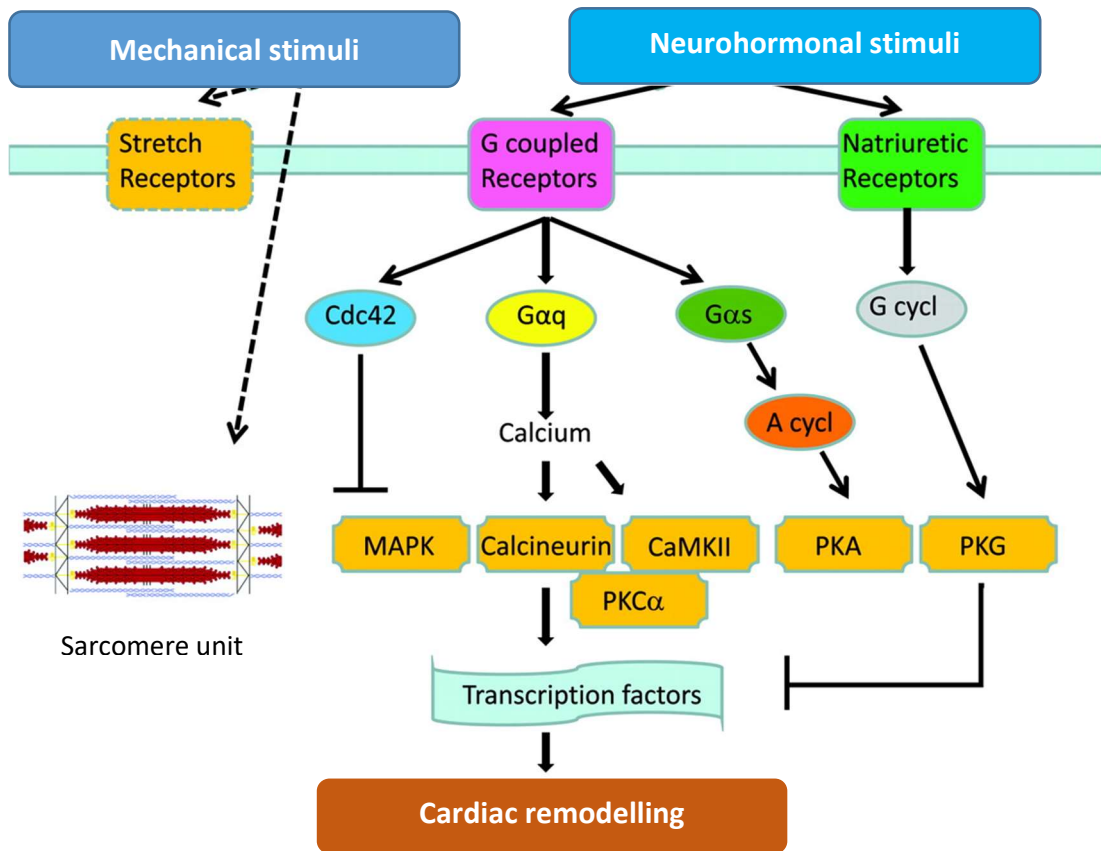 Mechanical stimuli
Neurohormonal stimuli
Stretch
Receptors
G coupled
Receptors
Natriuretic
Receptors
Cdc42
Gαq
Gαs
G cycl
A cycl
Calcium
MAPK
Calcineurin
CaMKII
PKA
PKG
PKCα
Sarcomere unit
Transcription factors
Cardiac remodelling